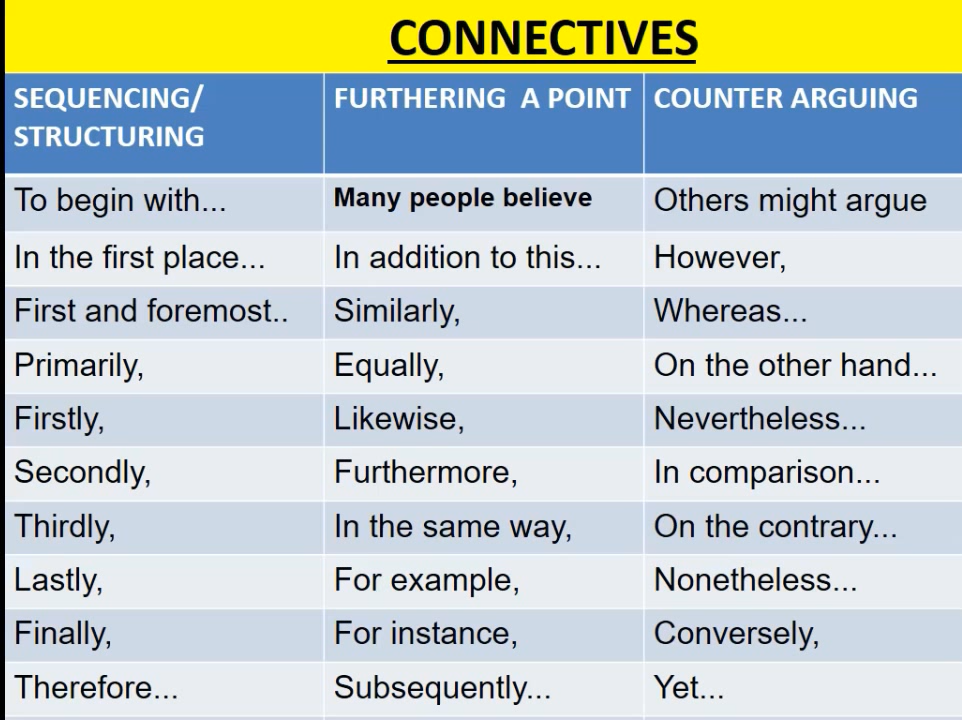 CONNECTIVES
SEQUENCING/
STRUCTURING
FURTHERING A POINT
COUNTER ARGUING
To begin with...
Many people believe
Others might argue
In the first place...
In addition to this...
However,
First and foremost..
Similarly,
Whereas...
Primarily,
Equally,
On the other hand...
Firstly,
Likewise,
Nevertheless...
Secondly,
Furthermore,
In comparison...
Thirdly,
In the same way,
On the contrary...
Lastly,
For example,
Nonetheless...
Finally,
For instance,
Conversely,
Therefore...
Subsequently...
Yet...